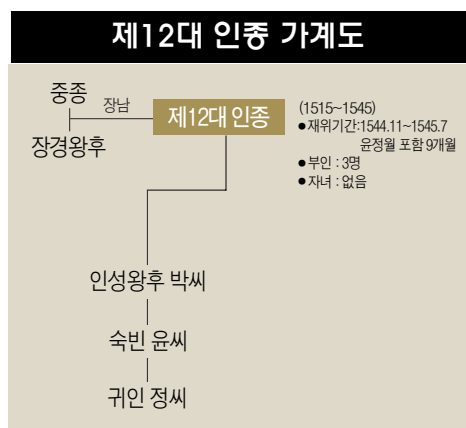 제12대 인종 가계도
중종
장남
장경왕후
제12대 인종
(1515~1545)
●재위기간:1544.11~1545.7
윤정월 포함 9개월
●부인 : 3명
●자녀 : 없음
인성왕후 박씨
숙빈 윤씨
귀인 정씨